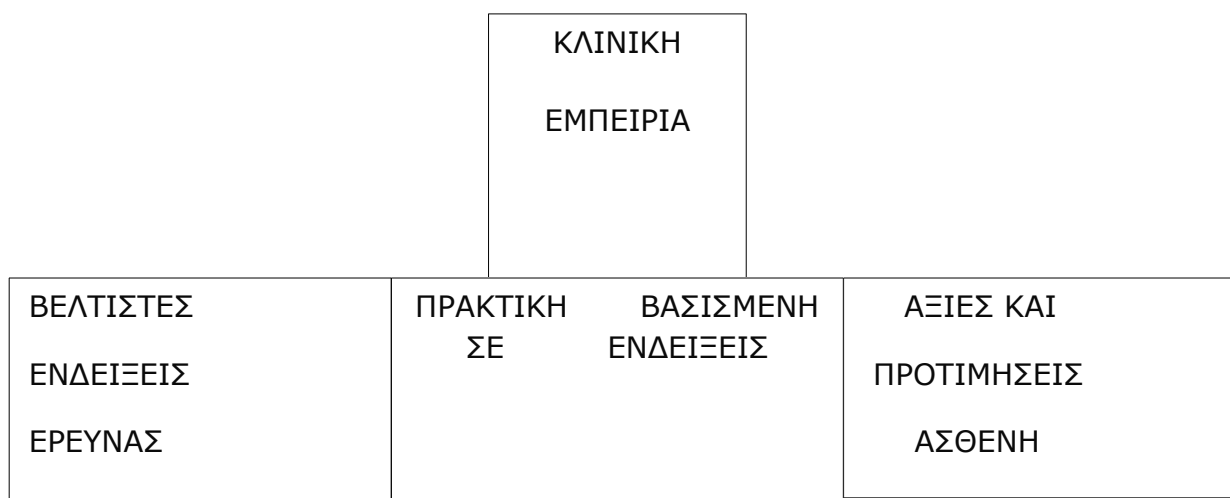 ΚΛΙΝΙΚΗ
ΕΜΠΕΙΡΙΑ
ΒΕΛΤΙΣΤΕΣ
ΕΝΔΕΙΞΕΙΣ
ΕΡΕΥΝΑΣ
ΠΡΑΚΤΙΚΗ ΒΑΣΙΣΜΕΝΗ
ΣΕ ΕΝΔΕΙΞΕΙΣ
ΑΞΙΕΣ ΚΑΙ
ΠΡΟΤΙΜΗΣΕΙΣ
ΑΣΘΕΝΗ